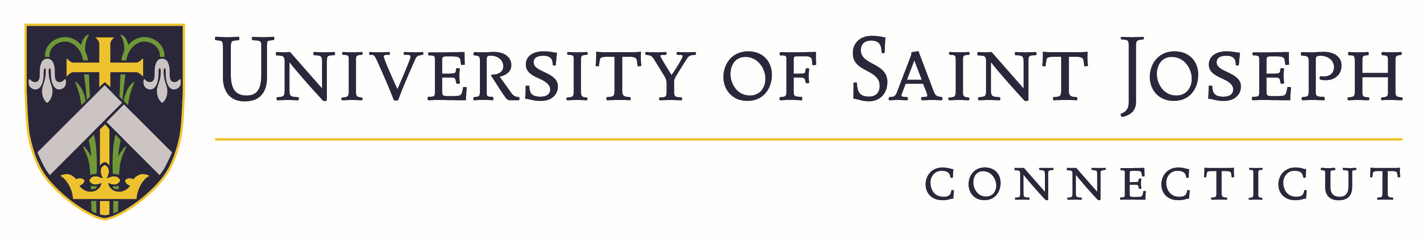 UNIVERSITY OF SAINT JOSEPH
CONNECTICUT